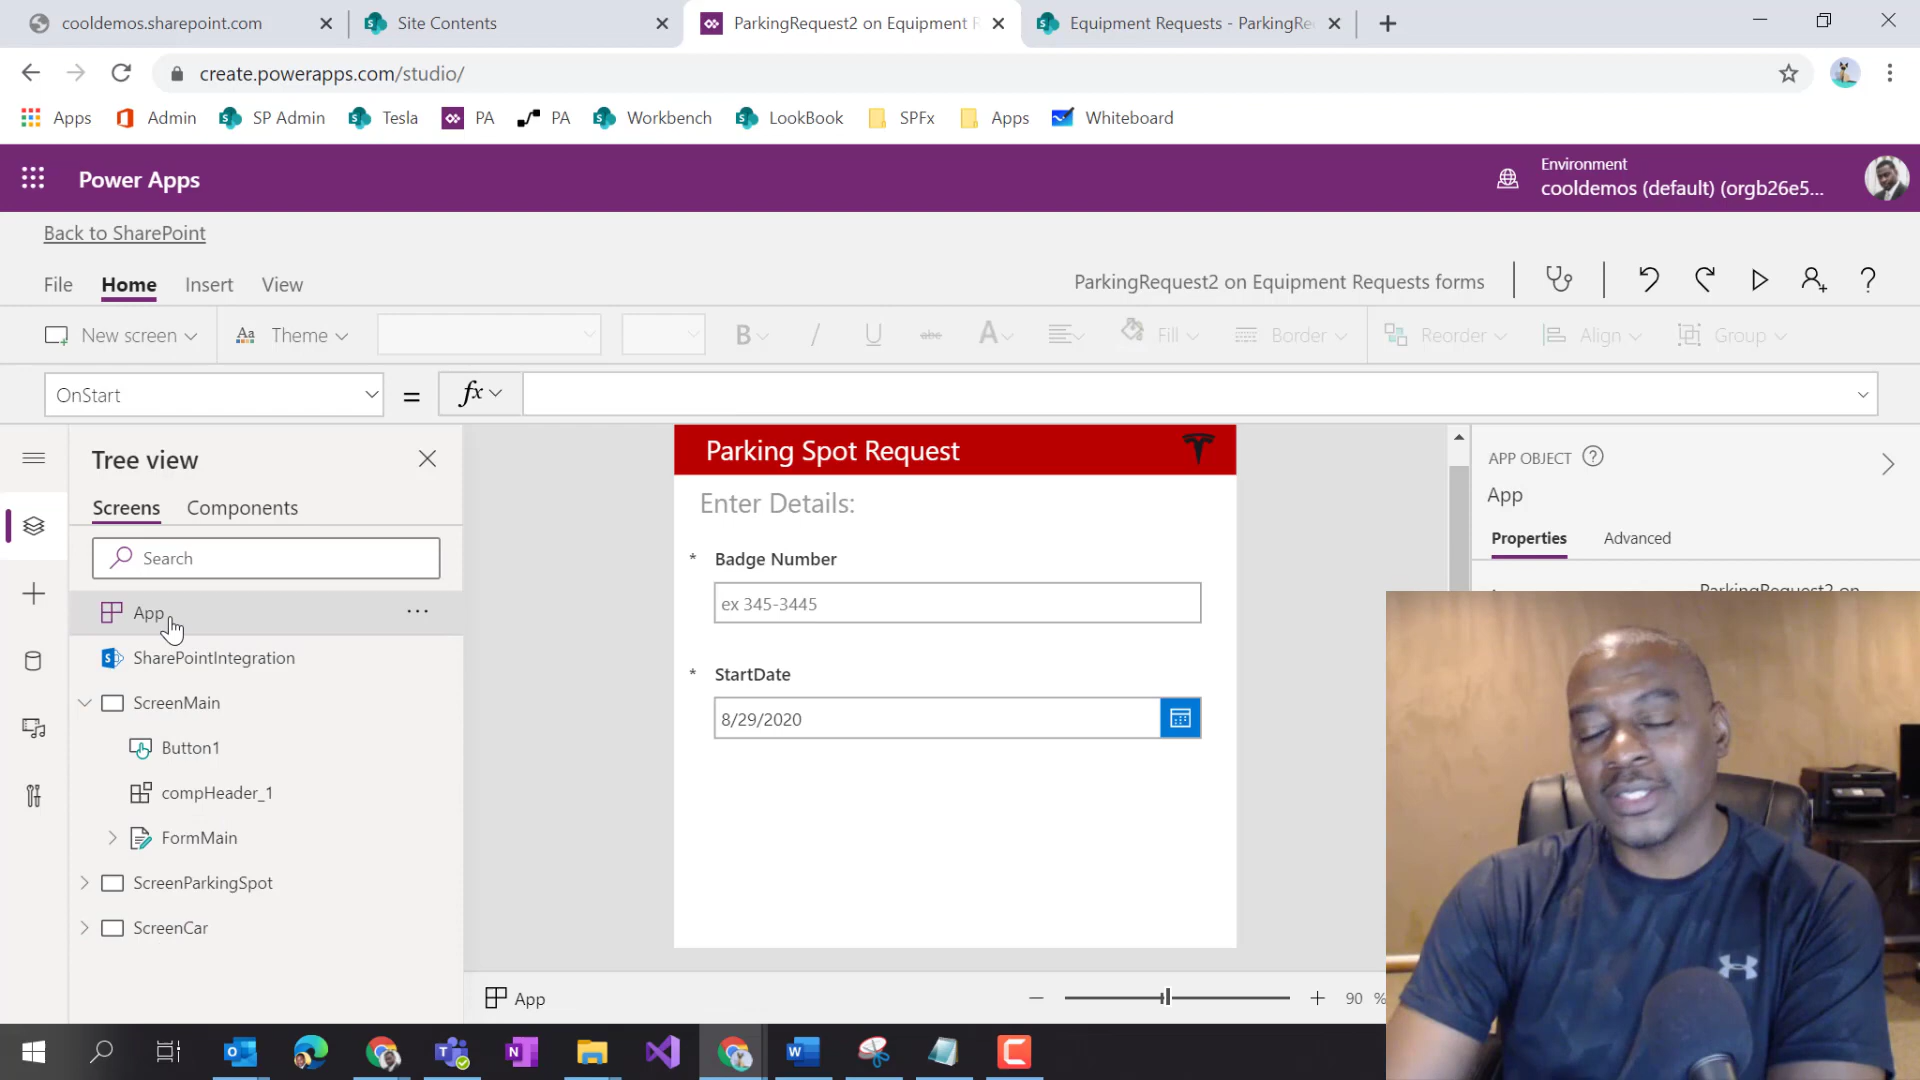 cooldemos.sharepoint.com
Site Contents
ParkingRequest2 on Equipment R
Equipment Requests - ParkingRe
create.powerapps.com/studio/
Apps
Admin
SP Admin
Tesla
PA
PA
Workbench
LookBook
SPFx
Apps
Whiteboard
Power Apps
Environment
cooldemos (default) (orgb26e5...
Back to SharePoint
File
Home
Insert
View
ParkingRequest2 on Equipment Requests forms
New screen
Aa Theme
B
I
U
abc
A
Fill
Border
Reorder
Align
Group
OnStart
=
fx
Tree view
Screens
Components
Search
App
SharePointIntegration
ScreenMain
Button1
compHeader_1
FormMain
ScreenParkingSpot
ScreenCar
Parking Spot Request
Enter Details:
* Badge Number
ex 345-3445
* StartDate
8/29/2020
APP OBJECT
App
Properties
Advanced
ParkingRequest2 on
App
90 %